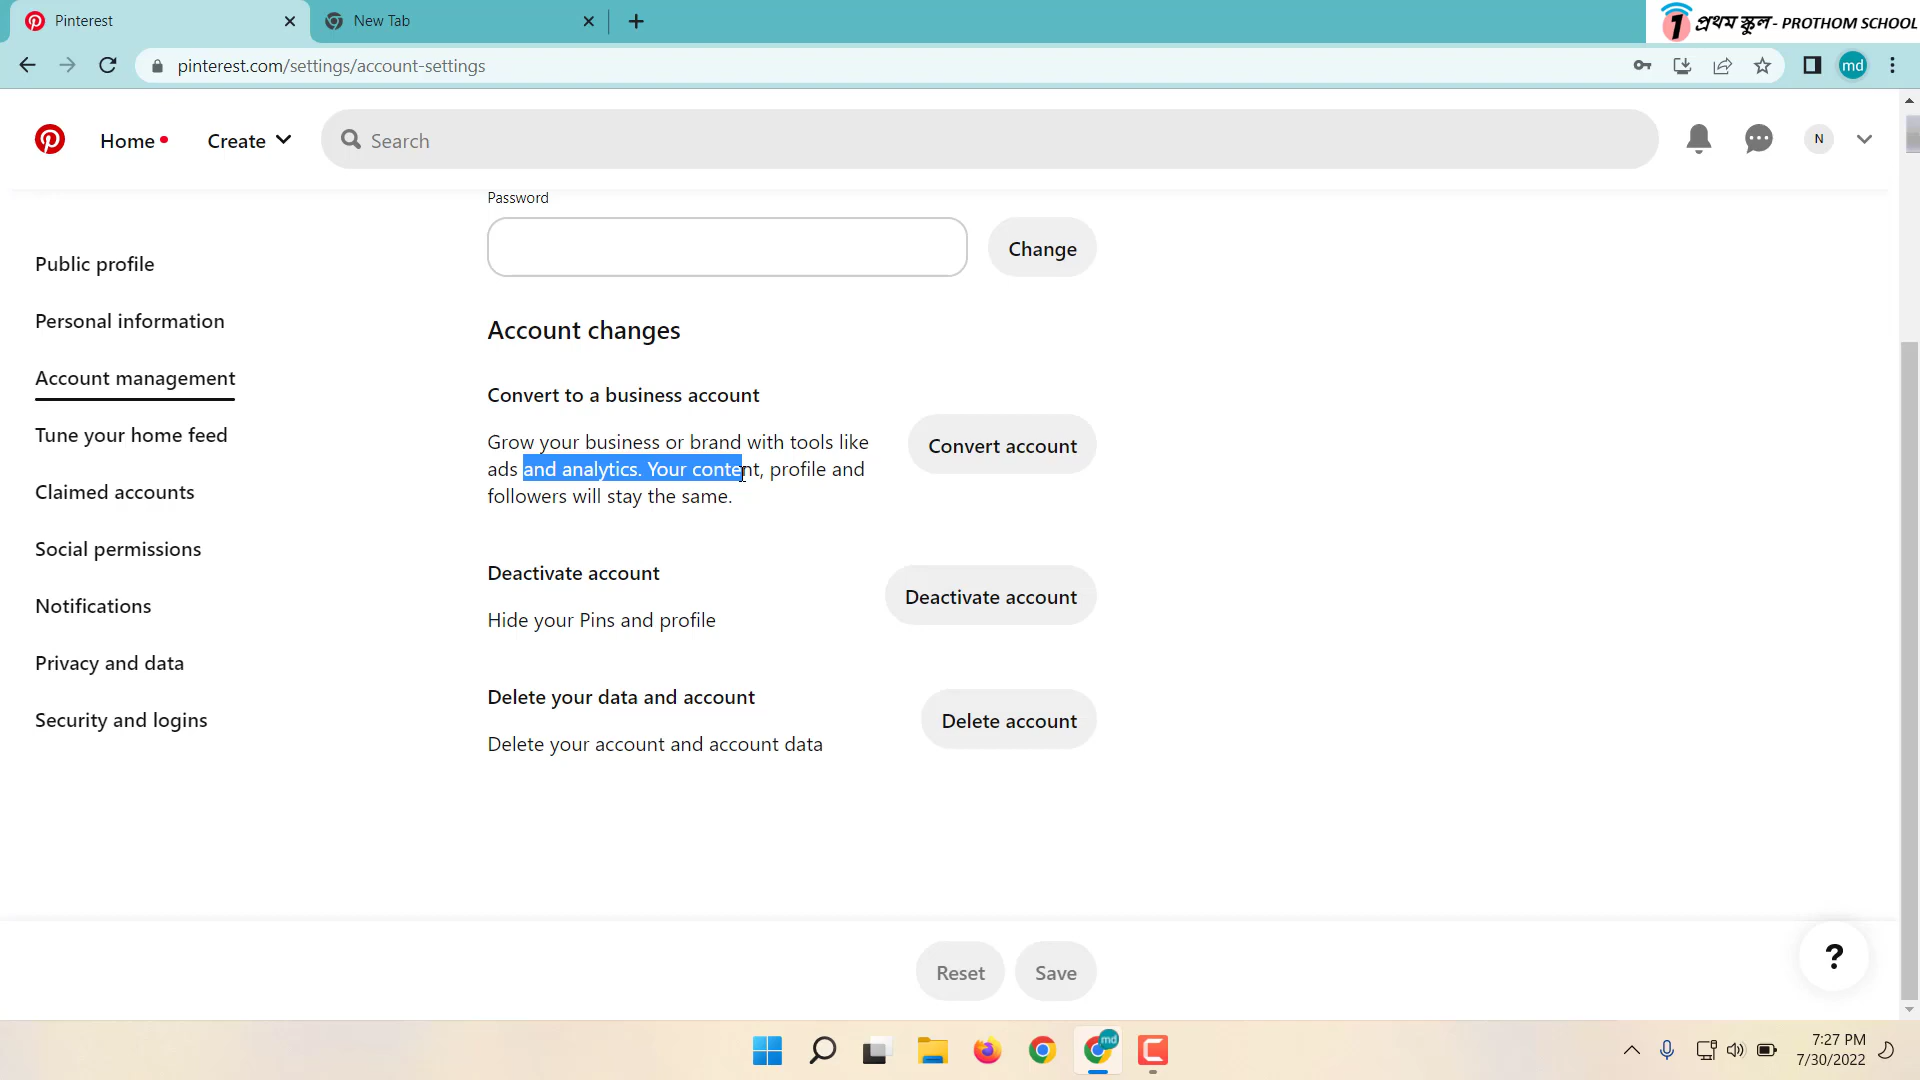 Pinterest
New Tab
প্রথম স্কুল - PROTHOM SCHOOL
pinterest.com/settings/account-settings
md
Home
Create
Search
N
Password
Change
Public profile
Personal information
Account management
Tune your home feed
Claimed accounts
Social permissions
Notifications
Privacy and data
Security and logins
Account changes
Convert to a business account
Grow your business or brand with tools like
ads and analytics. Your content, profile and
followers will stay the same.
Convert account
Deactivate account
Hide your Pins and profile
Deactivate account
Delete your data and account
Delete your account and account data
Delete account
Reset
Save
?
md
7:27 PM
7/30/2022